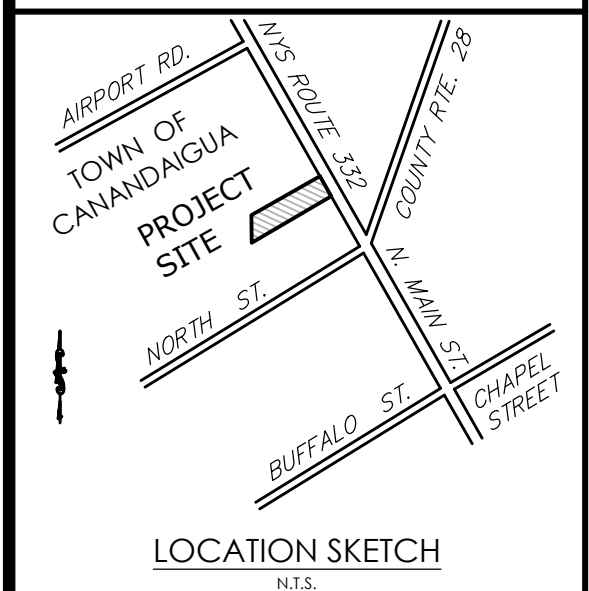 AIRPORT RD.
NYS ROUTE 332
COUNTY RTE. 28
TOWN OF
CANANDAIGUA
PROJECT
SITE
NORTH ST.
N. MAIN ST.
BUFFALO ST.
CHAPEL
STREET
LOCATION SKETCH
N.T.S.